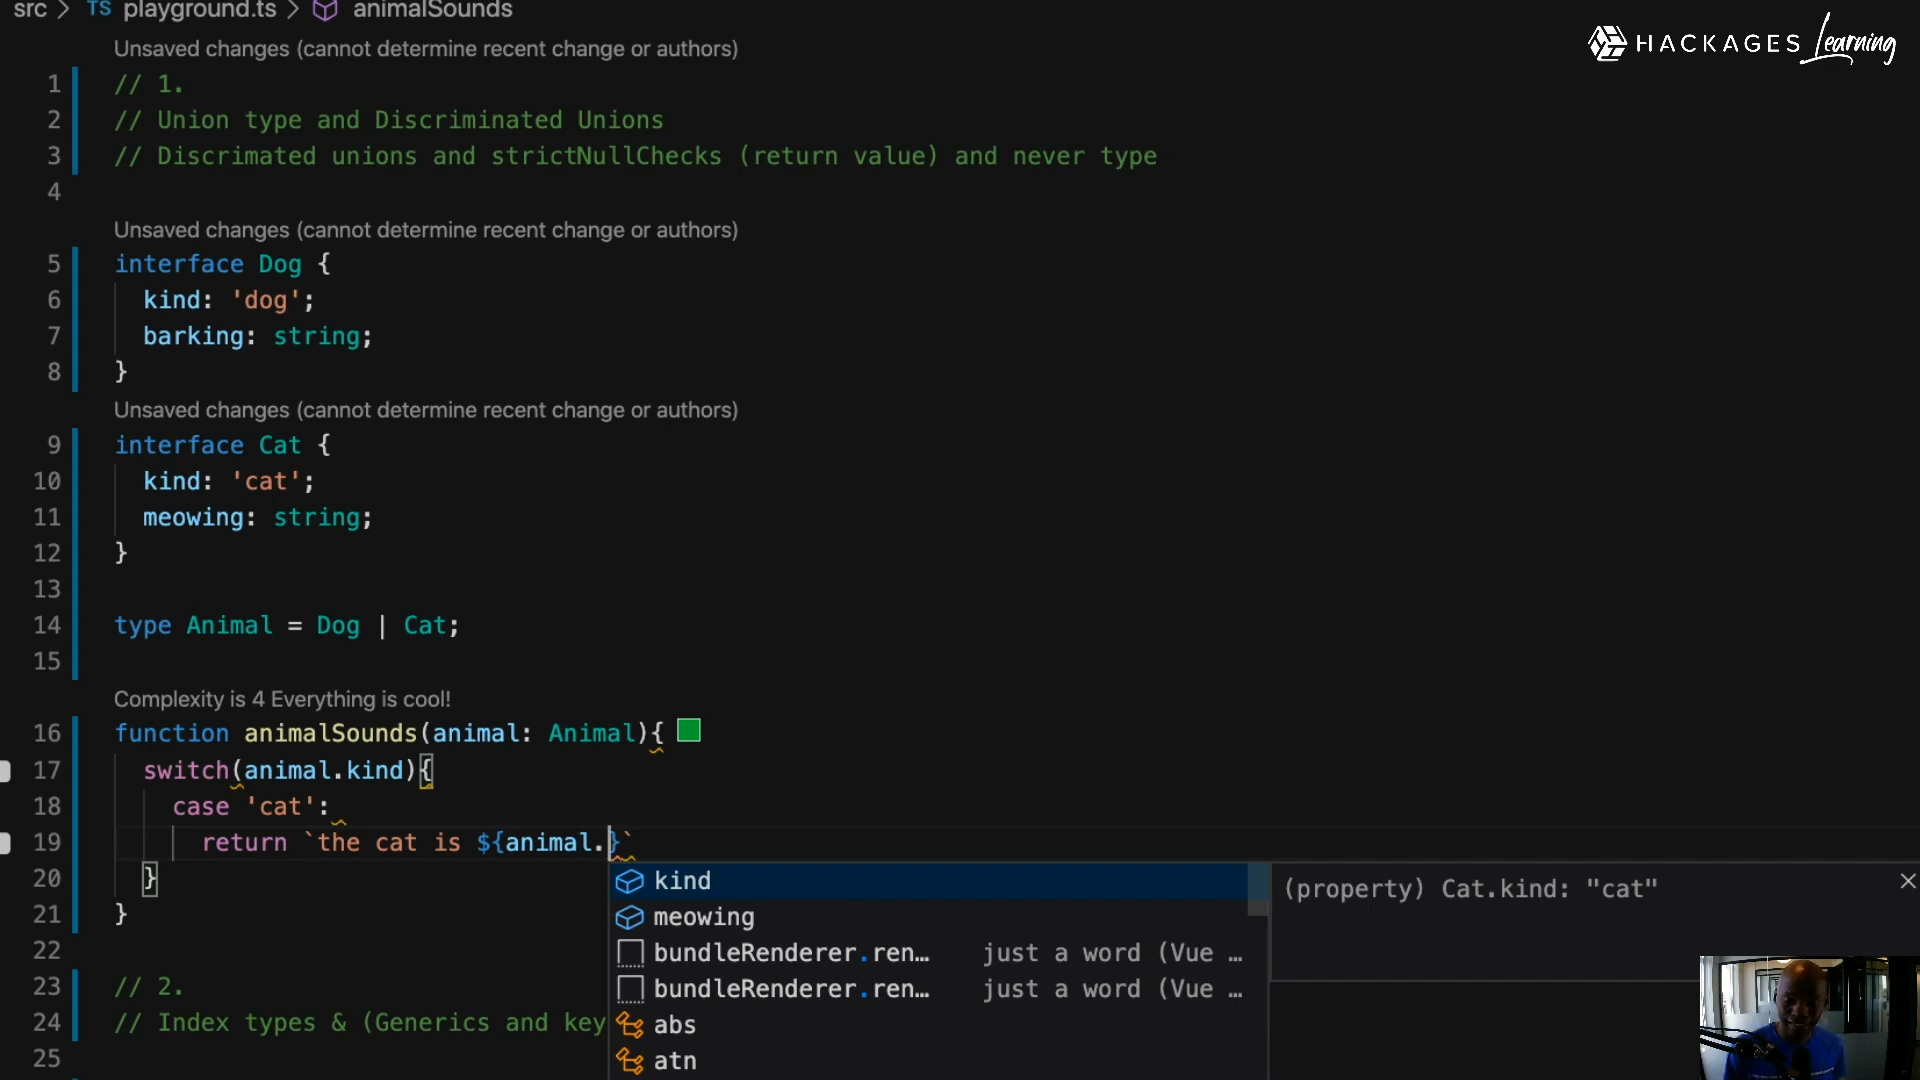 src > TS playground.ts > animalSounds
HACKAGES Learning
Unsaved changes (cannot determine recent change or authors)
1 // 1.
2 // Union type and Discriminated Unions
3 // Discrimated unions and strictNullChecks (return value) and never type
4
Unsaved changes (cannot determine recent change or authors)
5 interface Dog {
6 kind: 'dog';
7 barking: string;
8 }
Unsaved changes (cannot determine recent change or authors)
9 interface Cat {
10 kind: 'cat';
11 meowing: string;
12 }
13
14 type Animal = Dog | Cat;
15
Complexity is 4 Everything is cool!
16 function animalSounds(animal: Animal){
17 switch(animal.kind){
18 case 'cat':
19 return `the cat is ${animal.}`
20 }
21 }
22
23 // 2.
24 // Index types & (Generics and key
25
kind
meowing
bundleRenderer.ren… just a word (Vue …
bundleRenderer.ren… just a word (Vue …
abs
atn
(property) Cat.kind: "cat"